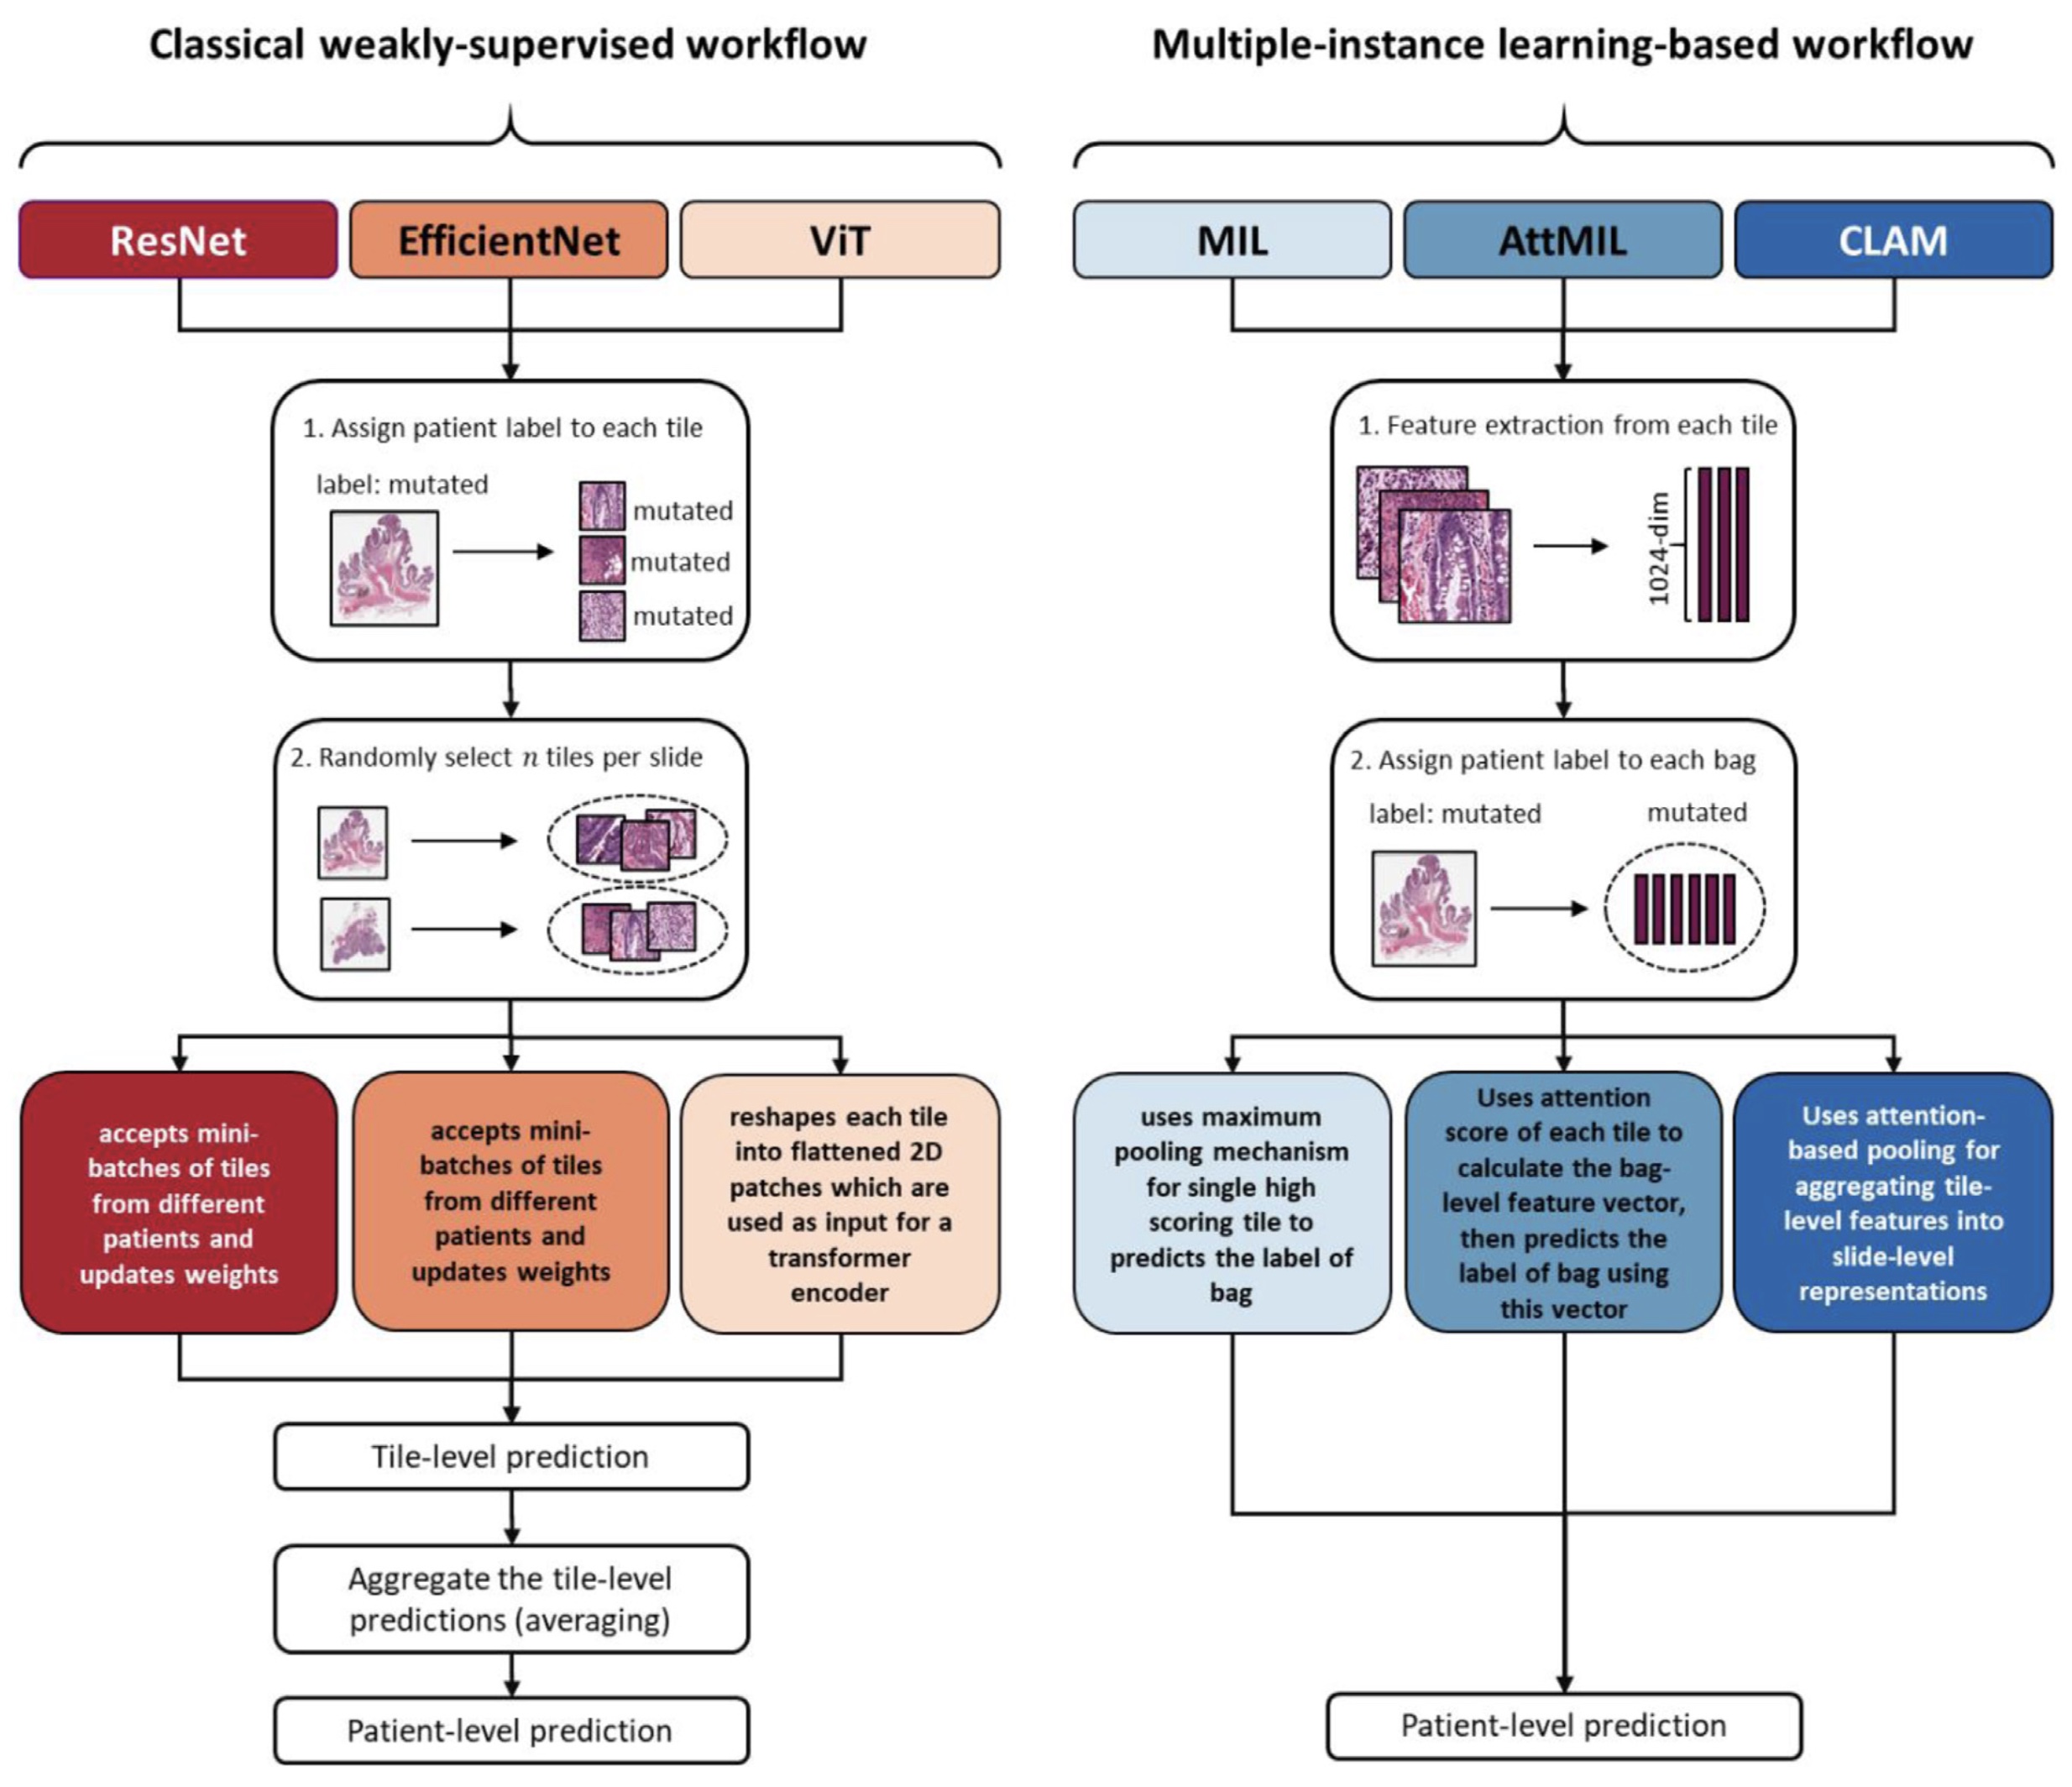 Classical weakly-supervised workflow
ResNet
EfficientNet
ViT
1. Assign patient label to each tile
label: mutated
mutated
mutated
mutated
2. Randomly select n tiles per slide
accepts mini-
batches of tiles
from different
patients and
updates weights
accepts mini-
batches of tiles
from different
patients and
updates weights
reshapes each tile
into flattened 2D
patches which are
used as input for a
transformer
encoder
Tile-level prediction
Aggregate the tile-level
predictions (averaging)
Patient-level prediction
Multiple-instance learning-based workflow
MIL
AttMIL
CLAM
1. Feature extraction from each tile
1024-dim
2. Assign patient label to each bag
label: mutated
mutated
uses maximum
pooling mechanism
for single high
scoring tile to
predicts the label of
bag
Uses attention
score of each tile to
calculate the bag-
level feature vector,
then predicts the
label of bag using
this vector
Uses attention-
based pooling for
aggregating tile-
level features into
slide-level
representations
Patient-level prediction